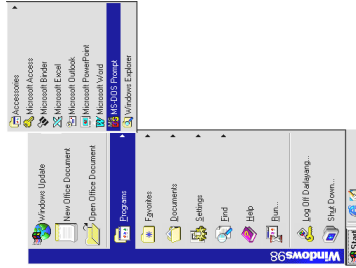 Accessories
Microsoft Access
Microsoft Binder
Microsoft Excel
Microsoft Outlook
Microsoft PowerPoint
Microsoft Word
MS-DOS Prompt
Windows Explorer
Windows Update
New Office Document
Open Office Document
Programs
Favorites
Documents
Settings
Find
Help
Run...
Log Off Dailajang...
Shut Down...
Windows98
Start